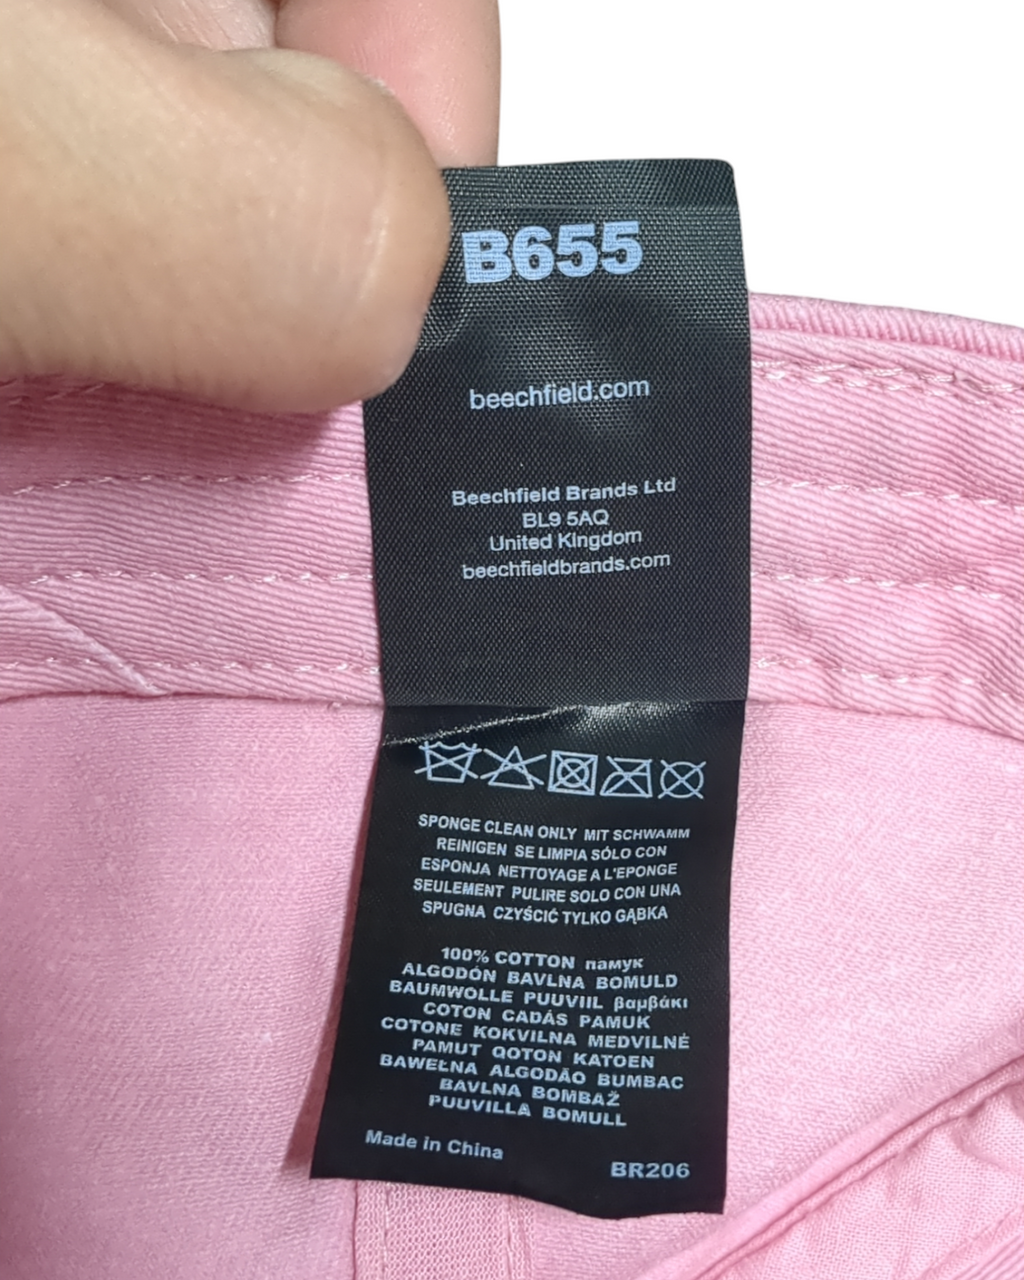 B655
beechfield.com
Beechfield Brands Ltd
BL9 5AQ
United Kingdom
beechfieldbrands.com
SPONGE CLEAN ONLY MIT SCHWAMM
REINIGEN SE LIMPIA SÓLO CON
ESPONJA NETTOYAGE A L'EPONGE
SEULEMENT PULIRE SOLO CON UNA
SPUGNA CZYŚCIĆ TYLKO GĄBKA
100% COTTON памук
ALGODÓN BAVLNA BOMULD
BAUMWOLLE PUUVIIL βαμβάκι
COTON CADÁS PAMUK
COTONE KOKVILNA MEDVILNĖ
PAMUT QOTON KATOEN
BAWEŁNA ALGODÃO BUMBAC
BAVLNA BOMBAŽ
PUUVILLA BOMULL
Made in China
BR206